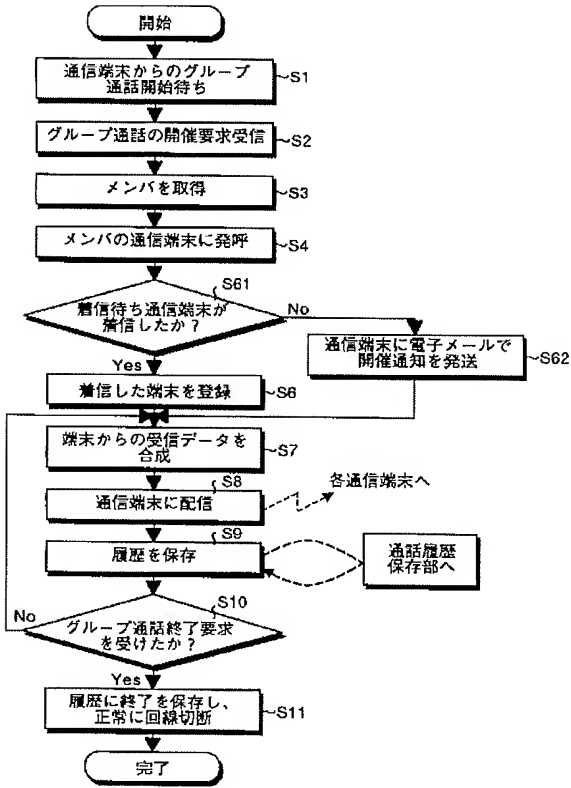 開始
通信端末からのグループ
通話開始待ち
S1
グループ通話の開催要求受信
S2
メンバを取得
S3
メンバの通信端末に発呼
S4
S61
着信待ち通信端末が
着信したか？
No
Yes
通信端末に電子メールで
開催通知を発送
S62
着信した端末を登録
S6
端末からの受信データを
合成
S7
S8
通信端末に配信
各通信端末へ
S9
履歴を保存
通話履歴
保存部へ
S10
No
グループ通話終了要求
を受けたか？
Yes
履歴に終了を保存し、
正常に回線切断
S11
完了